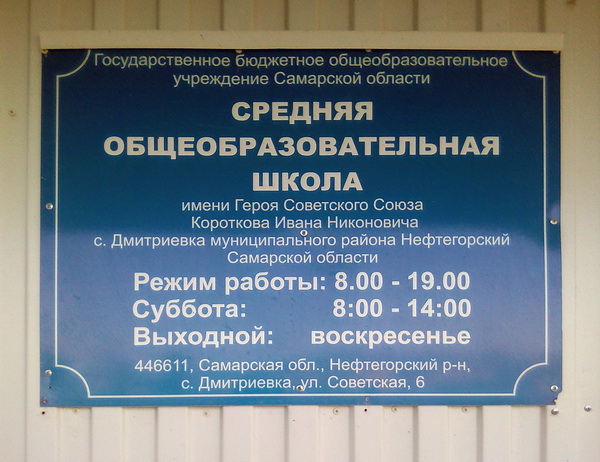 Государственное бюджетное общеобразовательное
учреждение Самарской области
СРЕДНЯЯ
ОБЩЕОБРАЗОВАТЕЛЬНАЯ
ШКОЛА
имени Героя Советского Союза
Короткова Ивана Никоновича
с. Дмитриевка муниципального района Нефтегорский
Самарской области
Режим работы: 8.00 - 19.00
Суббота: 8:00 - 14:00
Выходной: воскресенье
446611, Самарская обл., Нефтегорский р-н,
с. Дмитриевка, ул. Советская, 6